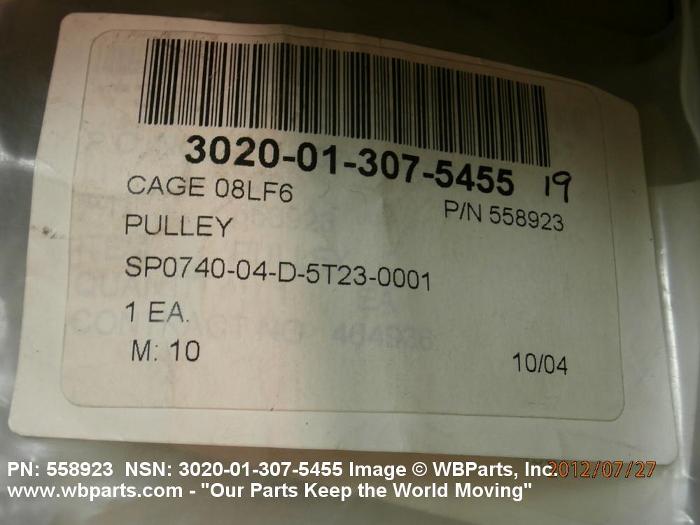 3020-01-307-5455 19
CAGE 08LF6
P/N 558923
PULLEY
SP0740-04-D-5T23-0001
1 EA.
M: 10
10/04
PN: 558923 NSN: 3020-01-307-5455 Image © WBParts, Inc.
2012/07/27
www.wbparts.com - "Our Parts Keep the World Moving"